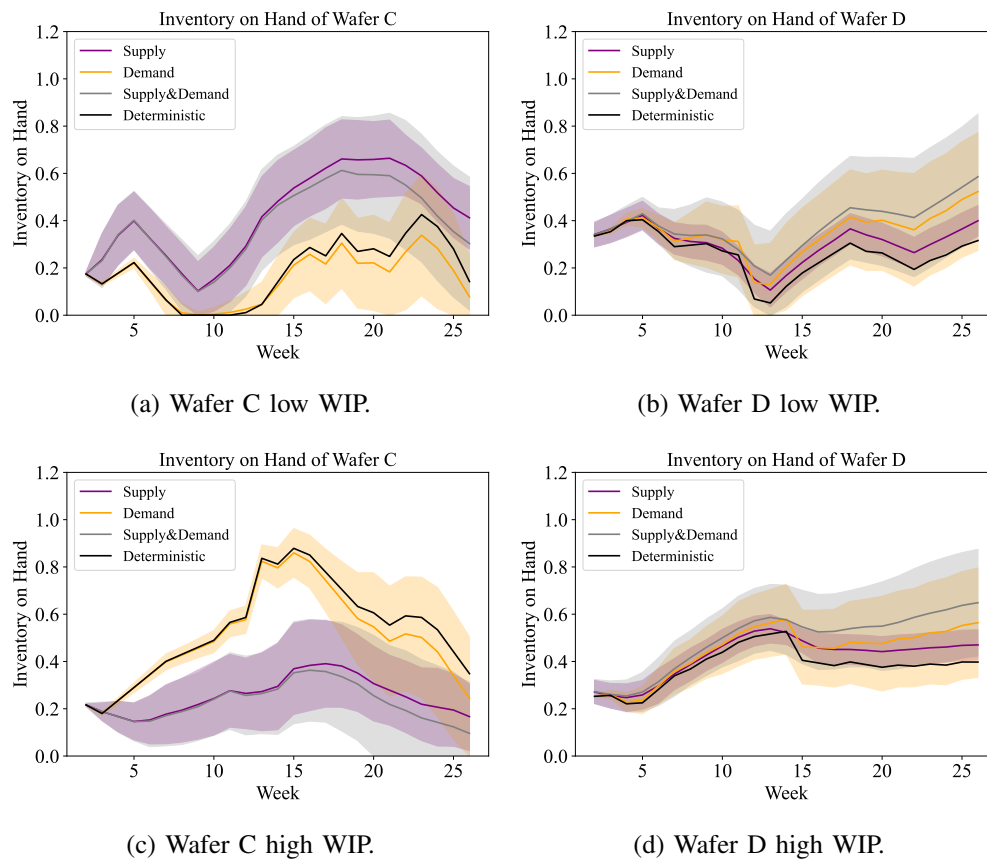 Inventory on Hand of Wafer C
Inventory on Hand
1.2
1.0
0.8
0.6
0.4
0.2
0.0
Supply
Demand
Supply&Demand
Deterministic
5 10 15 20 25
Week
(a) Wafer C low WIP.
Inventory on Hand of Wafer D
Inventory on Hand
1.2
1.0
0.8
0.6
0.4
0.2
0.0
Supply
Demand
Supply&Demand
Deterministic
5 10 15 20 25
Week
(b) Wafer D low WIP.
Inventory on Hand of Wafer C
Inventory on Hand
1.2
1.0
0.8
0.6
0.4
0.2
0.0
Supply
Demand
Supply&Demand
Deterministic
5 10 15 20 25
Week
(c) Wafer C high WIP.
Inventory on Hand of Wafer D
Inventory on Hand
1.2
1.0
0.8
0.6
0.4
0.2
0.0
Supply
Demand
Supply&Demand
Deterministic
5 10 15 20 25
Week
(d) Wafer D high WIP.